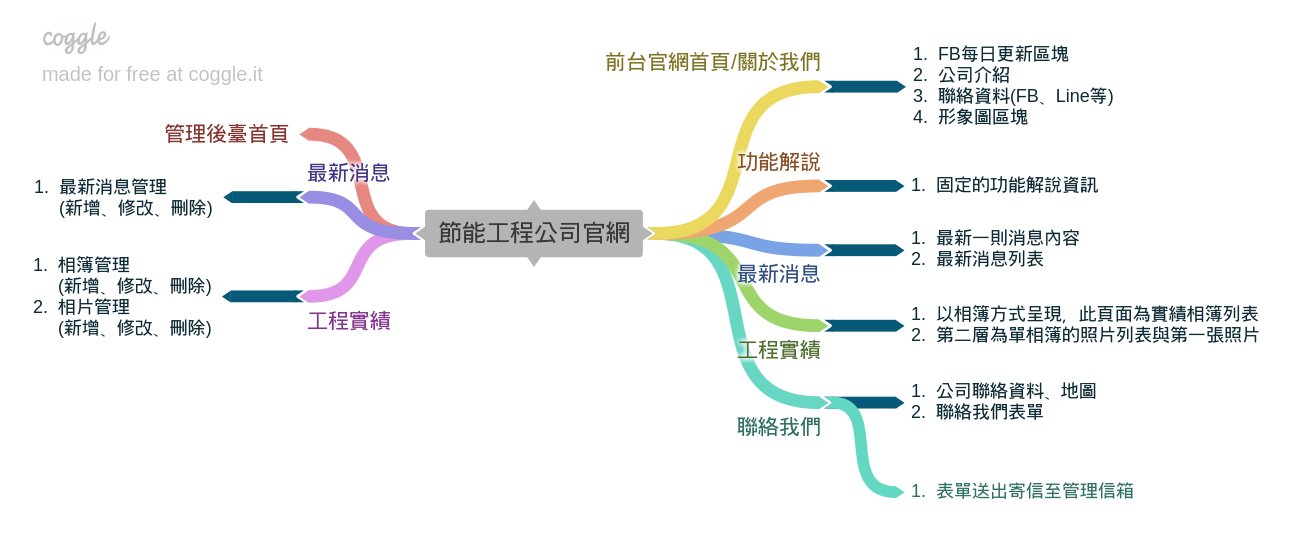 coggle
made for free at coggle.it
節能工程公司官網
管理後臺首頁
最新消息
1. 最新消息管理
(新增、修改、刪除)
工程實績
1. 相簿管理
(新增、修改、刪除)
2. 相片管理
(新增、修改、刪除)
前台官網首頁/關於我們
1. FB每日更新區塊
2. 公司介紹
3. 聯絡資料(FB、Line等)
4. 形象圖區塊
功能解說
1. 固定的功能解說資訊
最新消息
1. 最新一則消息內容
2. 最新消息列表
工程實績
1. 以相簿方式呈現，此頁面為實績相簿列表
2. 第二層為單相薄的照片列表與第一張照片
聯絡我們
1. 公司聯絡資料、地圖
2. 聯絡我們表單
1. 表單送出寄信至管理信箱